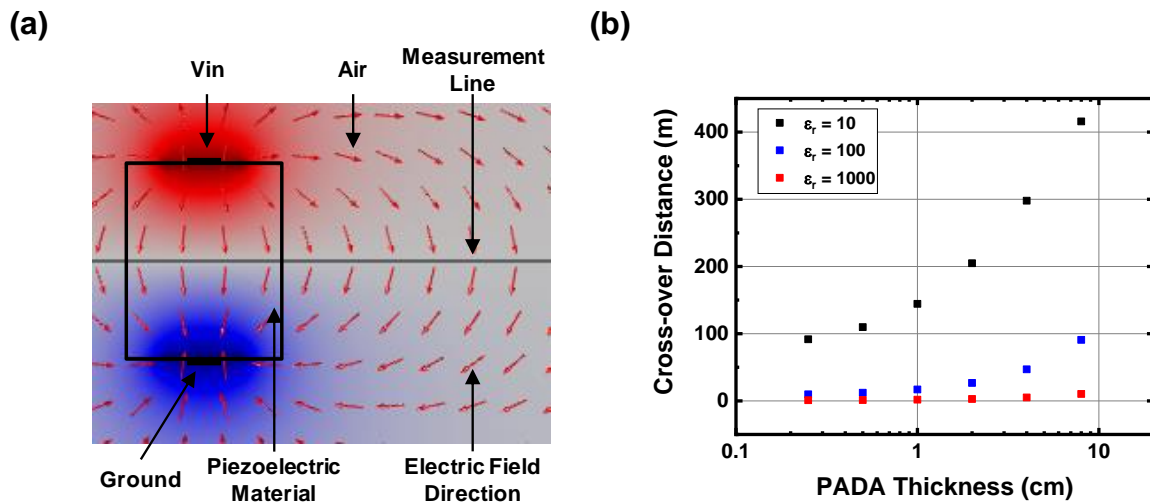 (a)
Vin
Air
Measurement
Line
Ground
Piezoelectric
Material
Electric Field
Direction
(b)
Cross-over Distance (m)
400
300
200
100
0
εr = 10
εr = 100
εr = 1000
0.1
1
10
PADA Thickness (cm)